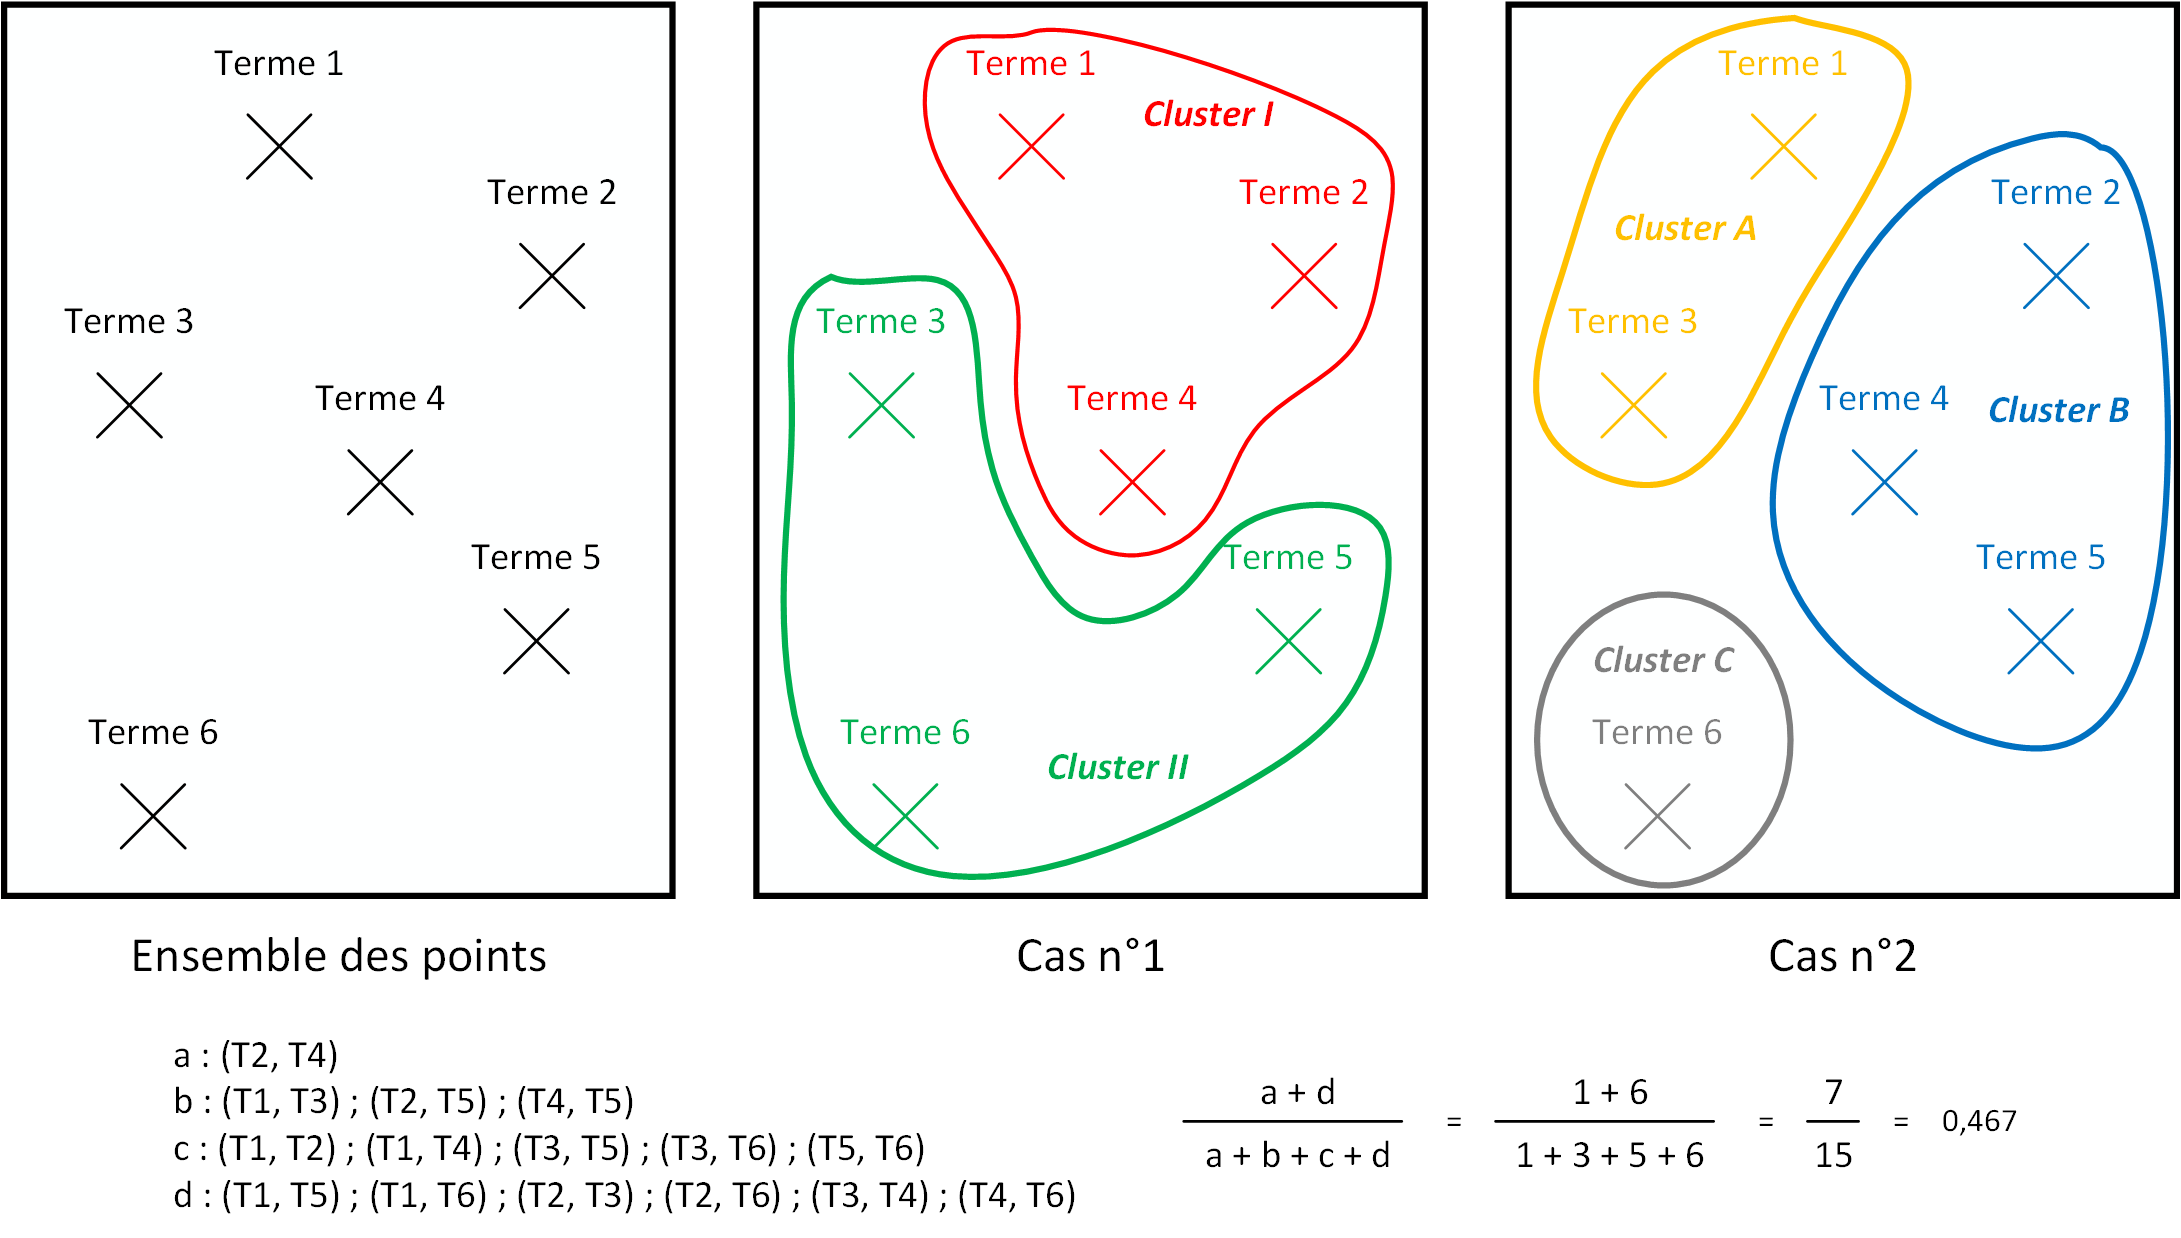 Terme 1
Terme 2
Terme 3
Terme 4
Terme 5
Terme 6
Ensemble des points
Terme 1
Cluster I
Terme 2
Terme 3
Terme 4
Terme 5
Terme 6
Cluster II
Cas n°1
Terme 1
Terme 2
Cluster A
Terme 3
Terme 4
Cluster B
Terme 5
Cluster C
Terme 6
Cas n°2
a : (T2, T4)
b : (T1, T3) ; (T2, T5) ; (T4, T5)
c : (T1, T2) ; (T1, T4) ; (T3, T5) ; (T3, T6) ; (T5, T6)
d : (T1, T5) ; (T1, T6) ; (T2, T3) ; (T2, T6) ; (T3, T4) ; (T4, T6)
a + d
a + b + c + d
=
1 + 6
1 + 3 + 5 + 6
=
7
15
=
0,467